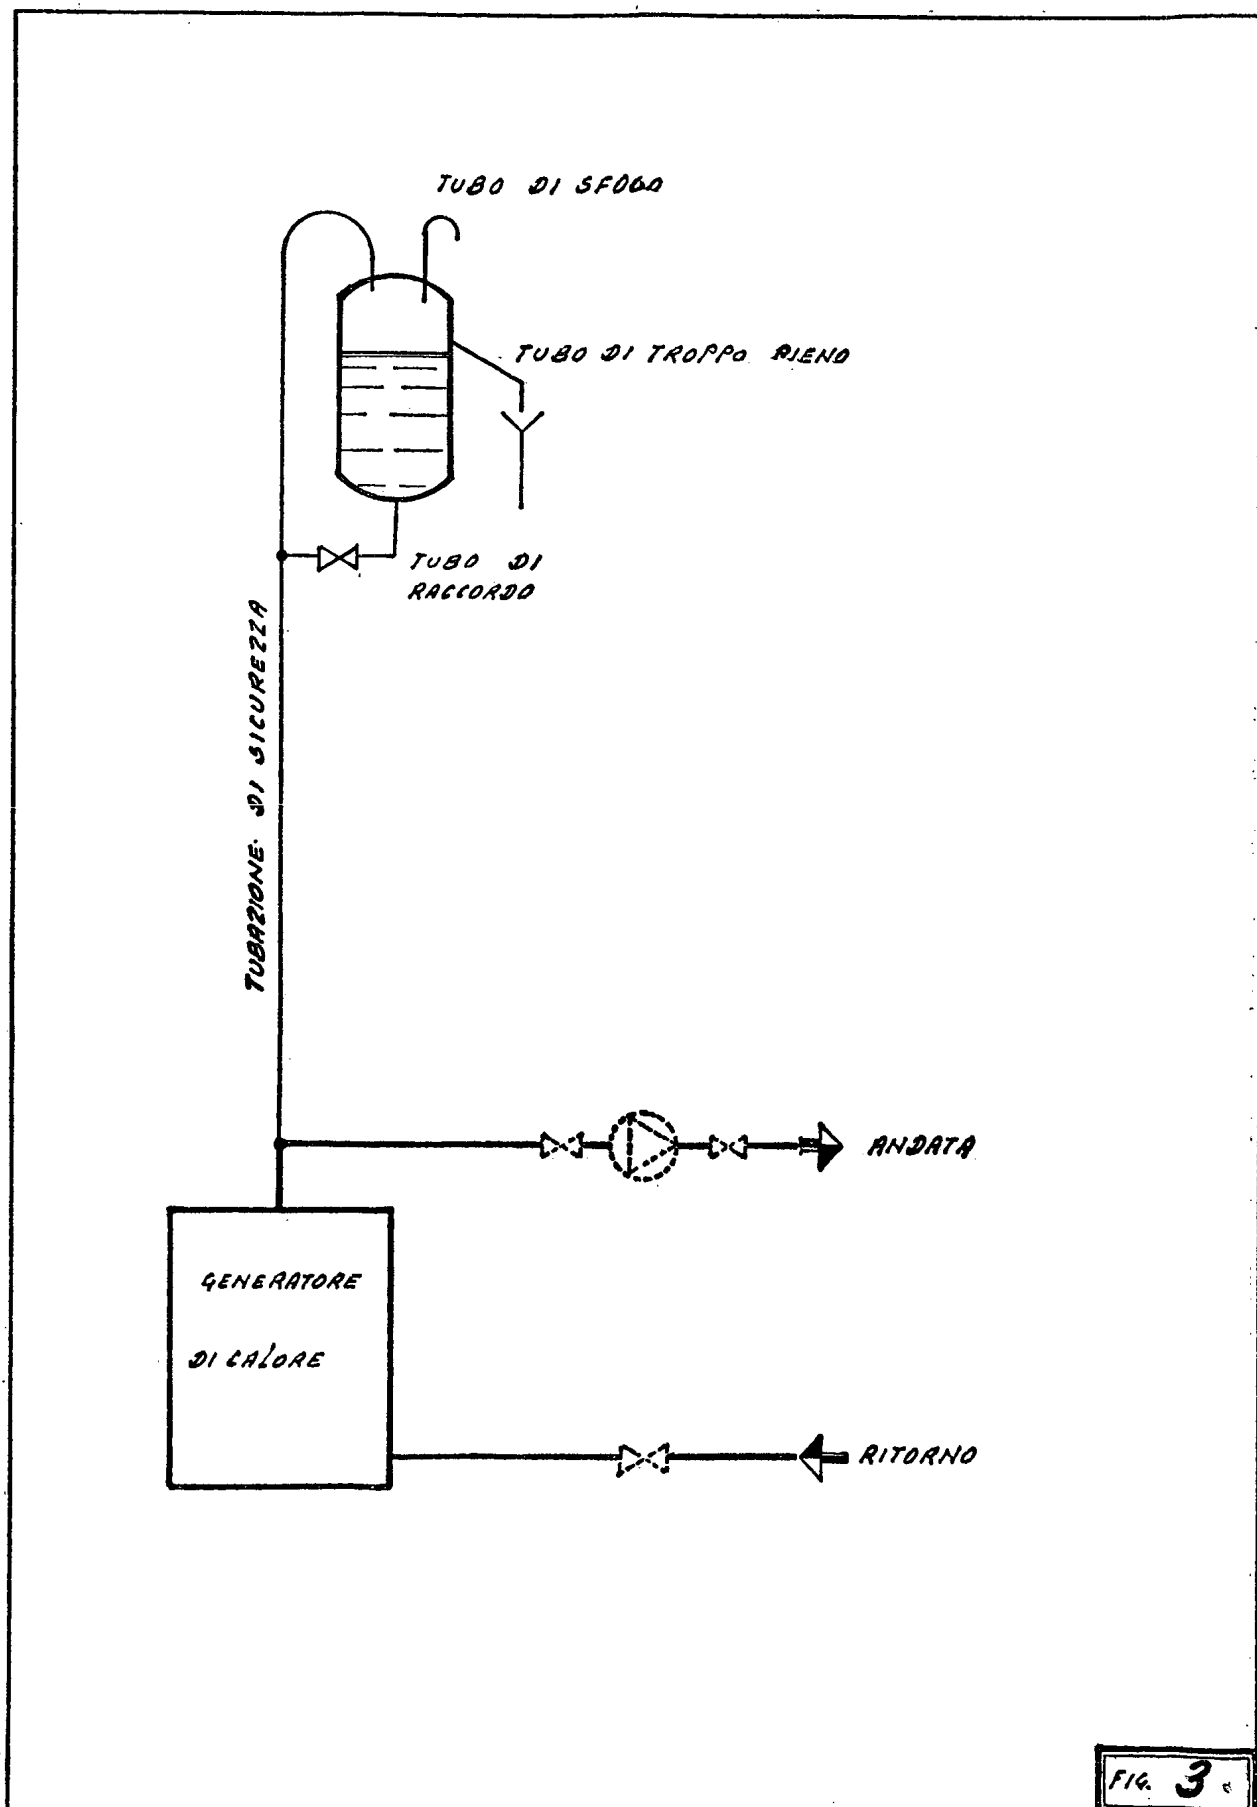 TUBO DI SFOGO
TUBO DI TROPPO PIENO
TUBO DI
RACCORDO
TUBAZIONE DI SICUREZZA
ANDATA
GENERATORE
DI CALORE
RITORNO
FIG. 3